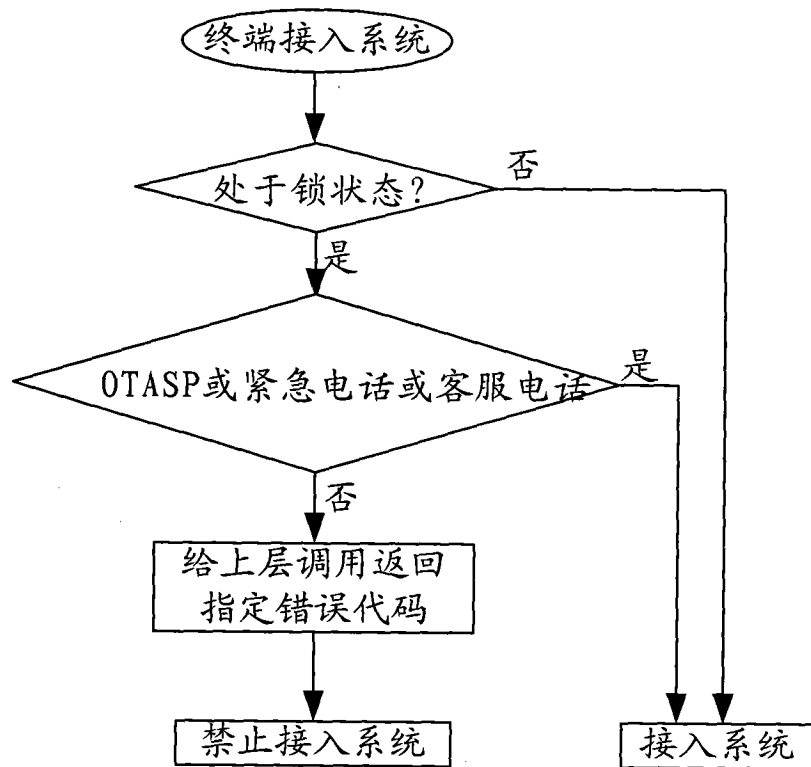 终端接入系统
处于锁状态?
否
是
OTASP或紧急电话或客服电话
是
否
给上层调用返回
指定错误代码
禁止接入系统
接入系统